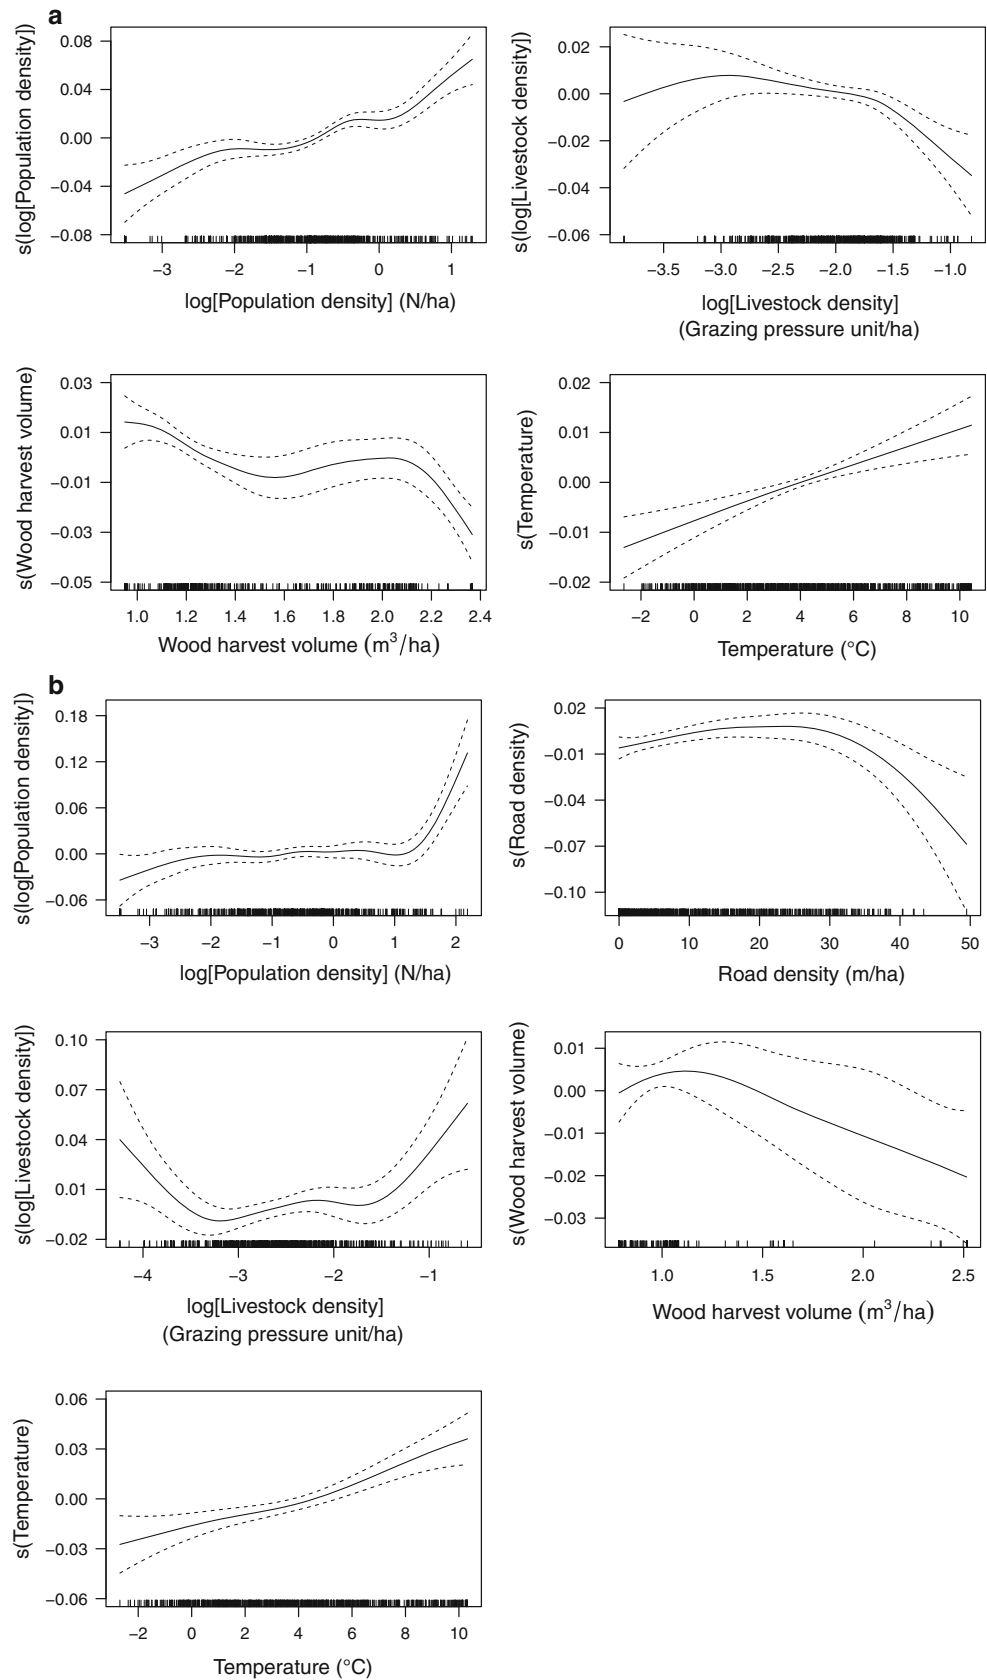 a
s(log[Population density])
0.08
0.04
0.00
−0.04
−0.08
−3 −2 −1 0 1
log[Population density] (N/ha)
s(log[Livestock density])
0.02
0.00
−0.02
−0.04
−0.06
−3.5 −3.0 −2.5 −2.0 −1.5 −1.0
log[Livestock density]
(Grazing pressure unit/ha)
s(Wood harvest volume)
0.03
0.01
−0.01
−0.03
−0.05
1.0 1.2 1.4 1.6 1.8 2.0 2.2 2.4
Wood harvest volume (m³/ha)
s(Temperature)
0.02
0.01
0.00
−0.01
−0.02
−2 0 2 4 6 8 10
Temperature (°C)
b
s(log[Population density])
0.18
0.12
0.06
0.00
−0.06
−3 −2 −1 0 1 2
log[Population density] (N/ha)
s(Road density)
0.02
−0.01
−0.04
−0.07
−0.10
0 10 20 30 40 50
Road density (m/ha)
s(log[Livestock density])
0.10
0.07
0.04
0.01
−0.02
−4 −3 −2 −1
log[Livestock density]
(Grazing pressure unit/ha)
s(Wood harvest volume)
0.01
0.00
−0.01
−0.02
−0.03
1.0 1.5 2.0 2.5
Wood harvest volume (m³/ha)
s(Temperature)
0.06
0.03
0.00
−0.03
−0.06
−2 0 2 4 6 8 10
Temperature (°C)